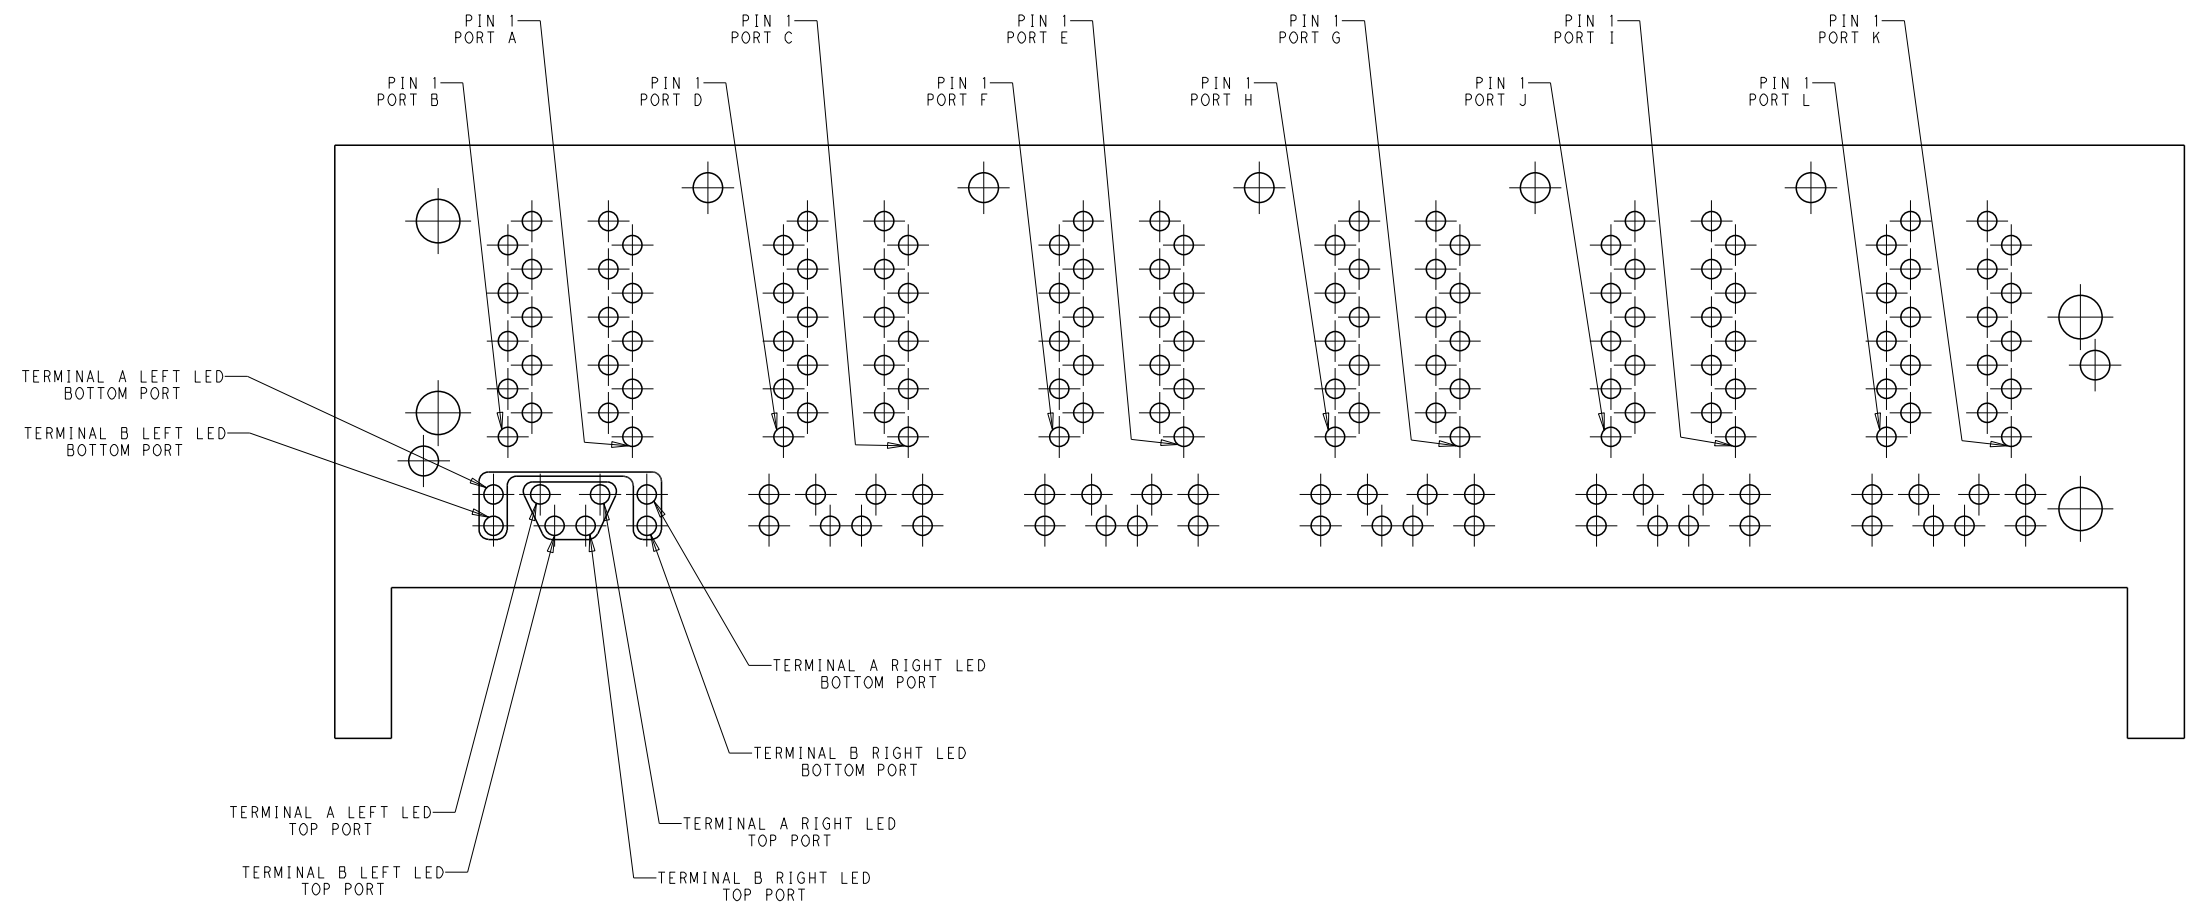 PIN 1
PORT A
PIN 1
PORT C
PIN 1
PORT E
PIN 1
PORT G
PIN 1
PORT I
PIN 1
PORT K
PIN 1
PORT B
PIN 1
PORT D
PIN 1
PORT F
PIN 1
PORT H
PIN 1
PORT J
PIN 1
PORT L
TERMINAL A LEFT LED
BOTTOM PORT
TERMINAL B LEFT LED
BOTTOM PORT
TERMINAL A RIGHT LED
BOTTOM PORT
TERMINAL B RIGHT LED
BOTTOM PORT
TERMINAL A LEFT LED
TOP PORT
TERMINAL A RIGHT LED
TOP PORT
TERMINAL B LEFT LED
TOP PORT
TERMINAL B RIGHT LED
TOP PORT